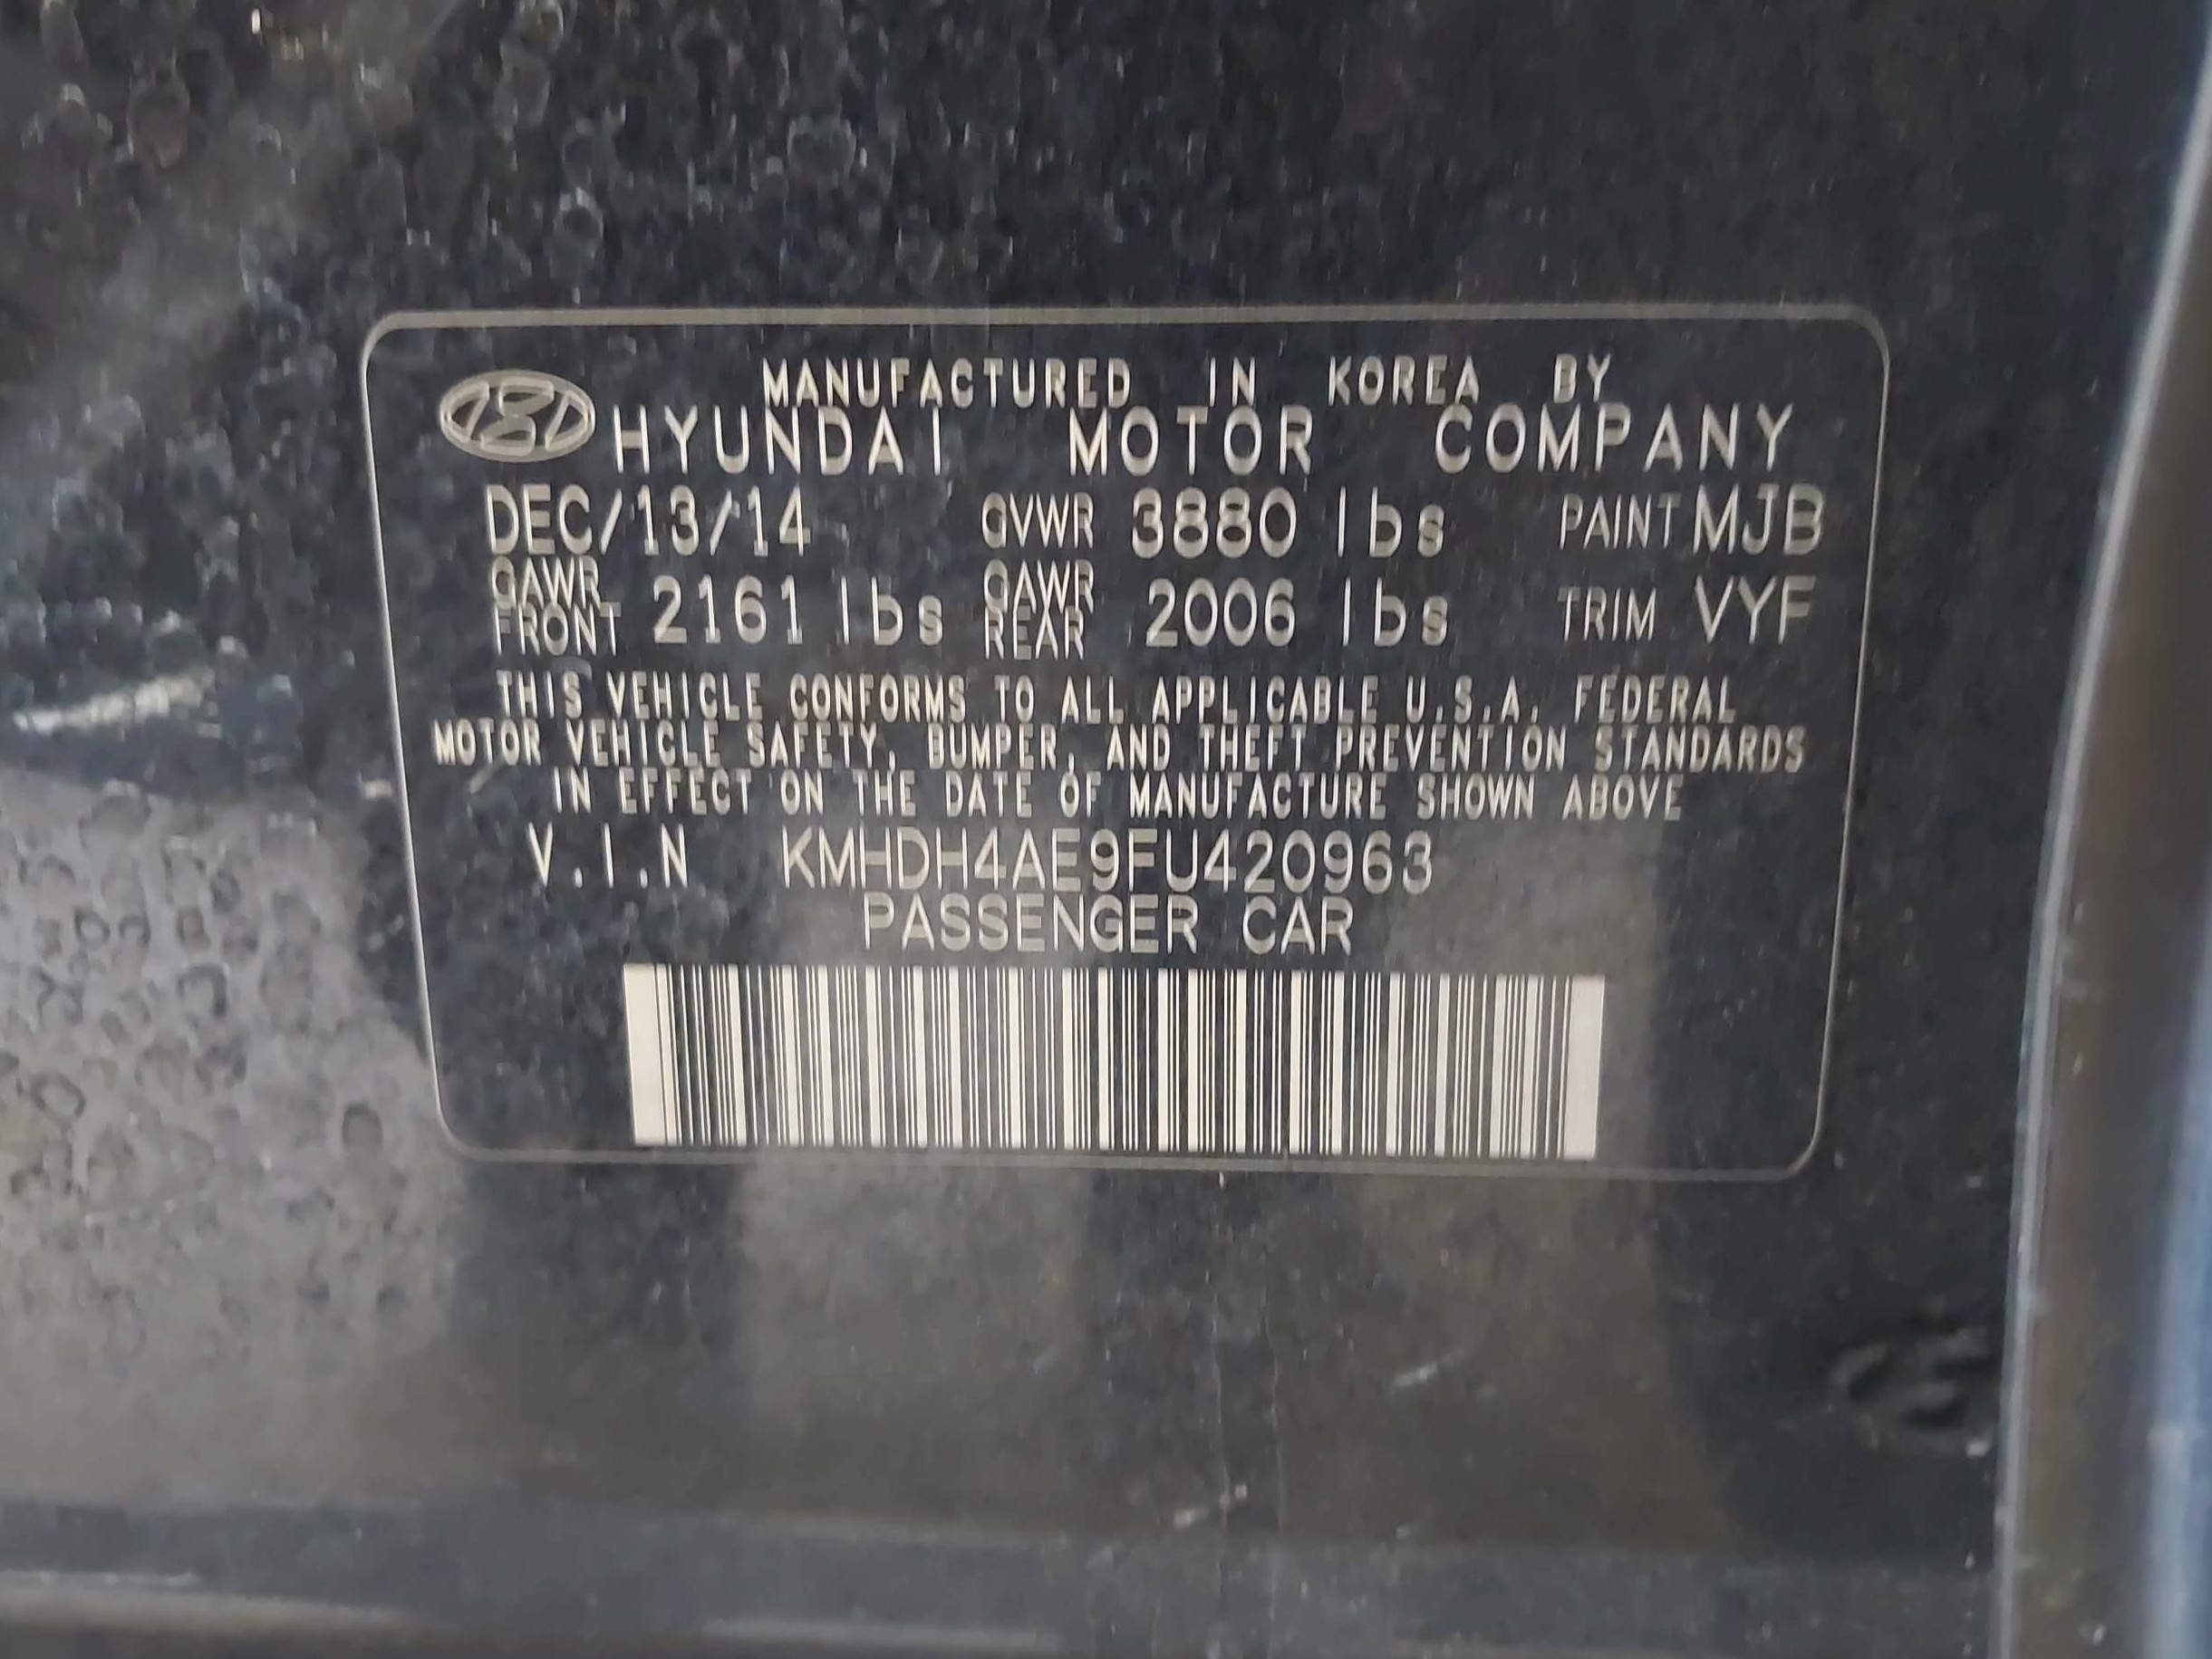 MANUFACTURED IN KOREA BY
HYUNDAI MOTOR COMPANY
DEC/13/14 GVWR 3880 lbs PAINT MJB
GAWR FRONT 2161 lbs GAWR REAR 2006 lbs TRIM VYF
THIS VEHICLE CONFORMS TO ALL APPLICABLE U.S.A. FEDERAL
MOTOR VEHICLE SAFETY, BUMPER, AND THEFT PREVENTION STANDARDS
IN EFFECT ON THE DATE OF MANUFACTURE SHOWN ABOVE
V.I.N KMHDH4AE9FU420963
PASSENGER CAR